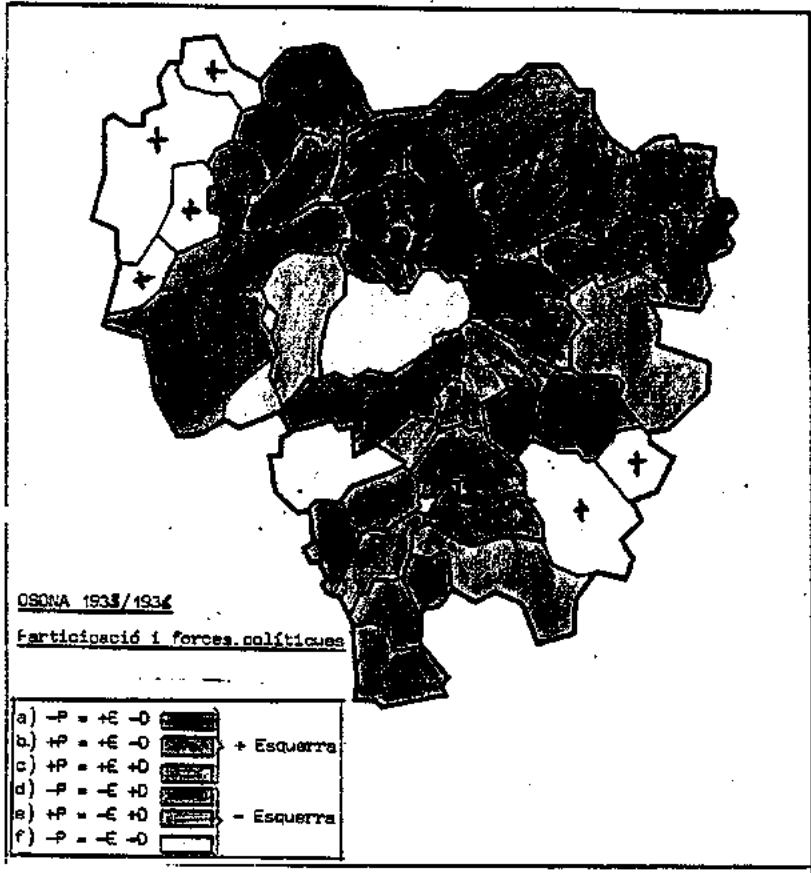 +
+
+
+
+
+
OSONA 1933/1936
Participació i forces.polítiques
a) -P = +E -D
b) +P = +E -D
+ Esquerra
c) +P = +E +D
d) -P = -E +D
e) +P = -E +D
- Esquerra
f) -P = -E -D